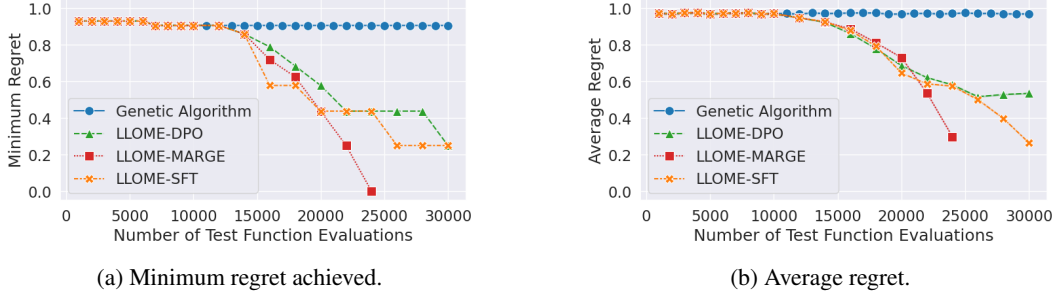 1.0
0.8
0.6
0.4
0.2
0.0
Minimum Regret
Genetic Algorithm
LLOME-DPO
LLOME-MARGE
LLOME-SFT
0 5000 10000 15000 20000 25000 30000
Number of Test Function Evaluations
(a) Minimum regret achieved.
1.0
0.8
0.6
0.4
0.2
0.0
Average Regret
Genetic Algorithm
LLOME-DPO
LLOME-MARGE
LLOME-SFT
0 5000 10000 15000 20000 25000 30000
Number of Test Function Evaluations
(b) Average regret.